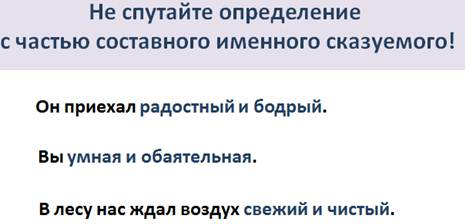 Не спутайте определение
с частью составного именного сказуемого!
Он приехал радостный и бодрый.
Вы умная и обаятельная.
В лесу нас ждал воздух свежий и чистый.